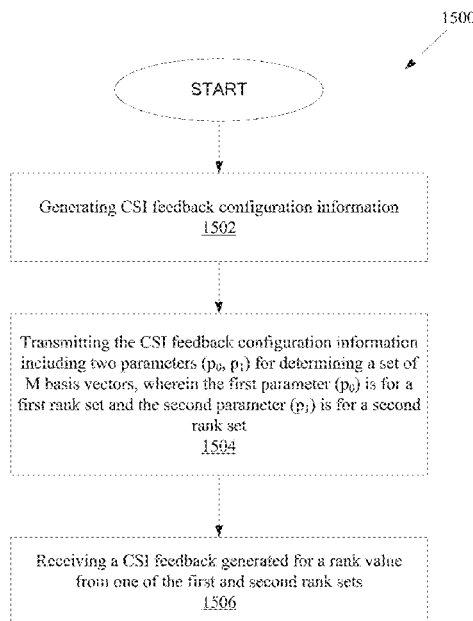 1500
START
Generating CSI feedback configuration information
1502
Transmitting the CSI feedback configuration information
including two parameters (p₀, p₁) for determining a set of
M basis vectors, wherein the first parameter (p₀) is for a
first rank set and the second parameter (p₁) is for a second
rank set
1504
Receiving a CSI feedback generated for a rank value
from one of the first and second rank sets
1506